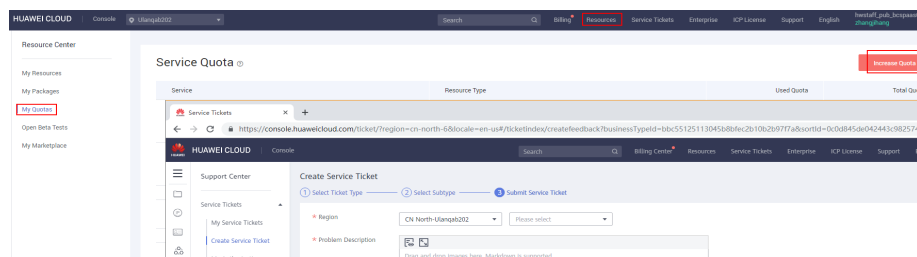 HUAWEI CLOUD Console Ulanqab202 Search Billing Resources Service Tickets Enterprise ICP License Support English hwstaff_pub_bcspaas
zhangjihang
Resource Center
Service Quota
Increase Quota
My Resources
My Packages
My Quotas
Open Beta Tests
My Marketplace
Service Resource Type Used Quota Total Qu
Service Tickets × +
https://console.huaweicloud.com/ticket/?region=cn-north-6&locale=en-us#/ticketindex/createfeedback?businessTypeId=bbc55125113045b8bfec2b10b2b97f7a&sortId=0c0d845de042443c982574
HUAWEI CLOUD Console Search Billing Center Resources Service Tickets Enterprise ICP License Support
Support Center
Service Tickets
My Service Tickets
Create Service Ticket
Create Service Ticket
1 Select Ticket Type 2 Select Subtype 3 Submit Service Ticket
* Region CN North-Ulanqab202 Please select
* Problem Description
Drag and drop images here. Markdown is supported